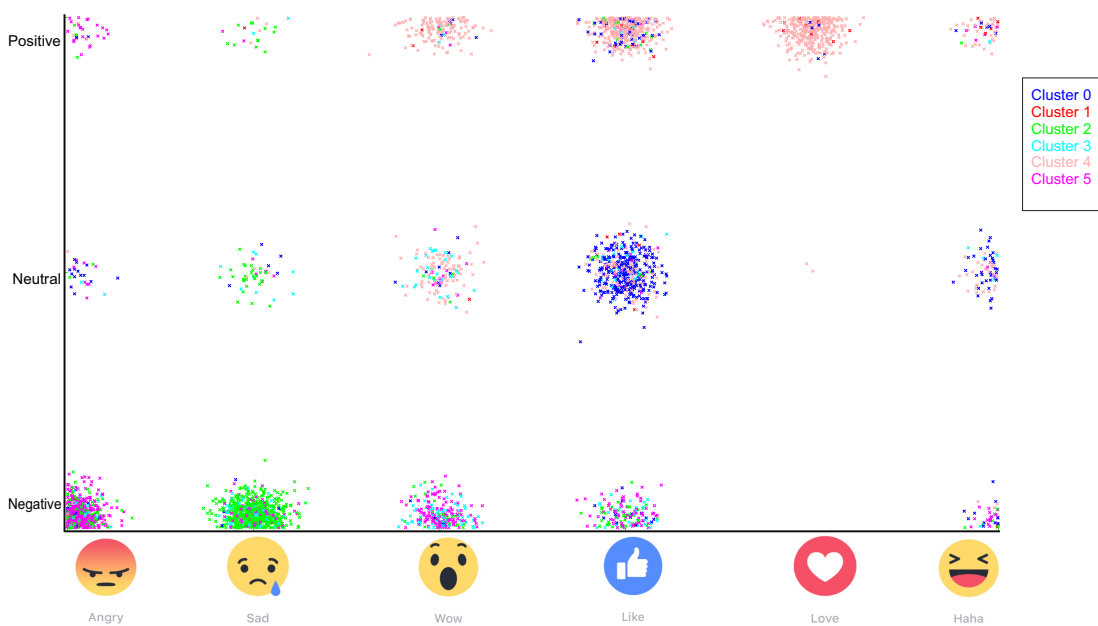 Positive
Neutral
Negative
Cluster 0
Cluster 1
Cluster 2
Cluster 3
Cluster 4
Cluster 5
Angry
Sad
Wow
Like
Love
Haha